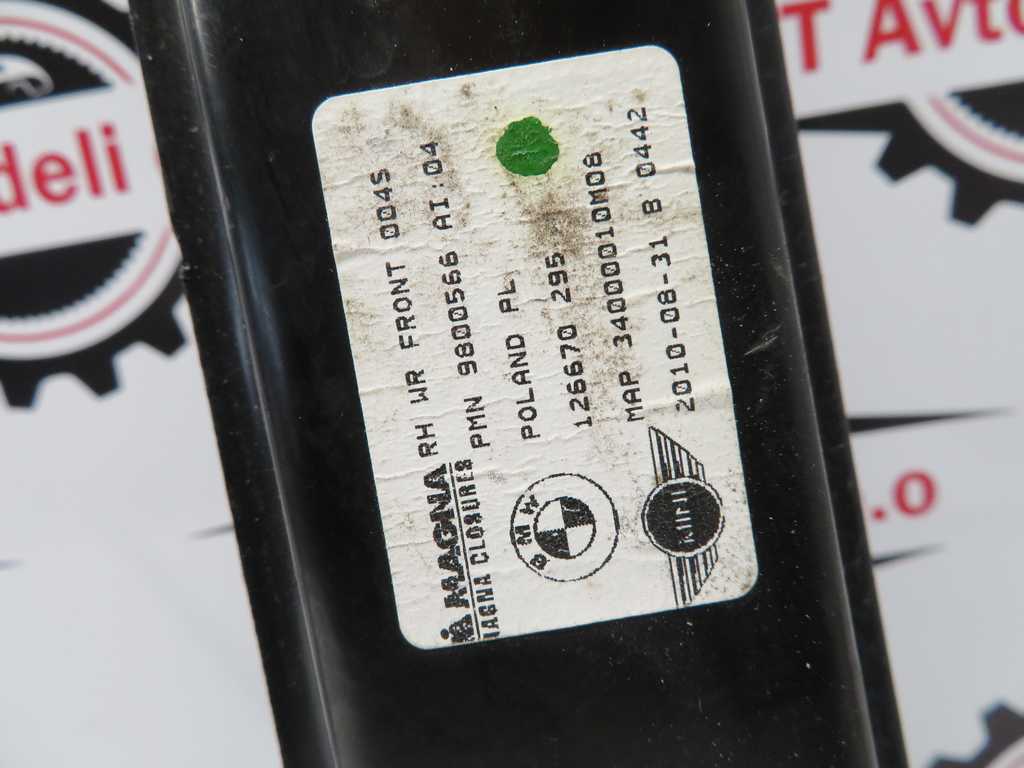 MAGNA RH WR FRONT 004S
MAGNA CLOSURES PMN 9800566 AI:04
POLAND PL
126670 295
MAP 34000010M08
2010-08-31 B 0442
BMW
MINI
deli
T Avto
.o